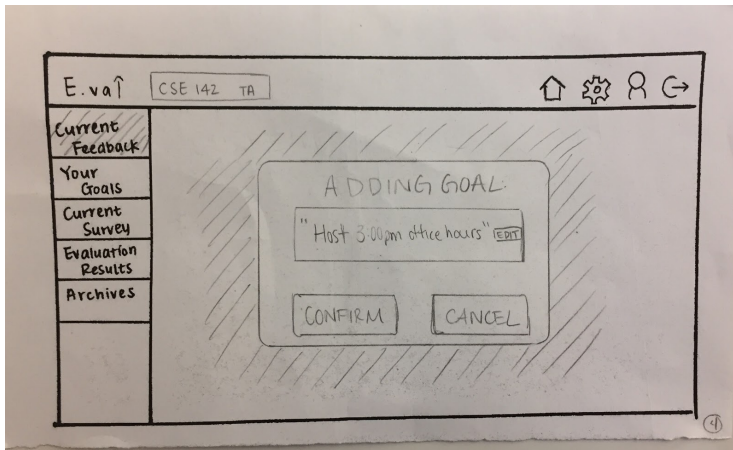 E.val↑
CSE 142 TA
Current
Feedback
Your
Goals
Current
Survey
Evaluation
Results
Archives
ADDING GOAL:
"Host 3:00pm office hours" EDIT
CONFIRM
CANCEL
4